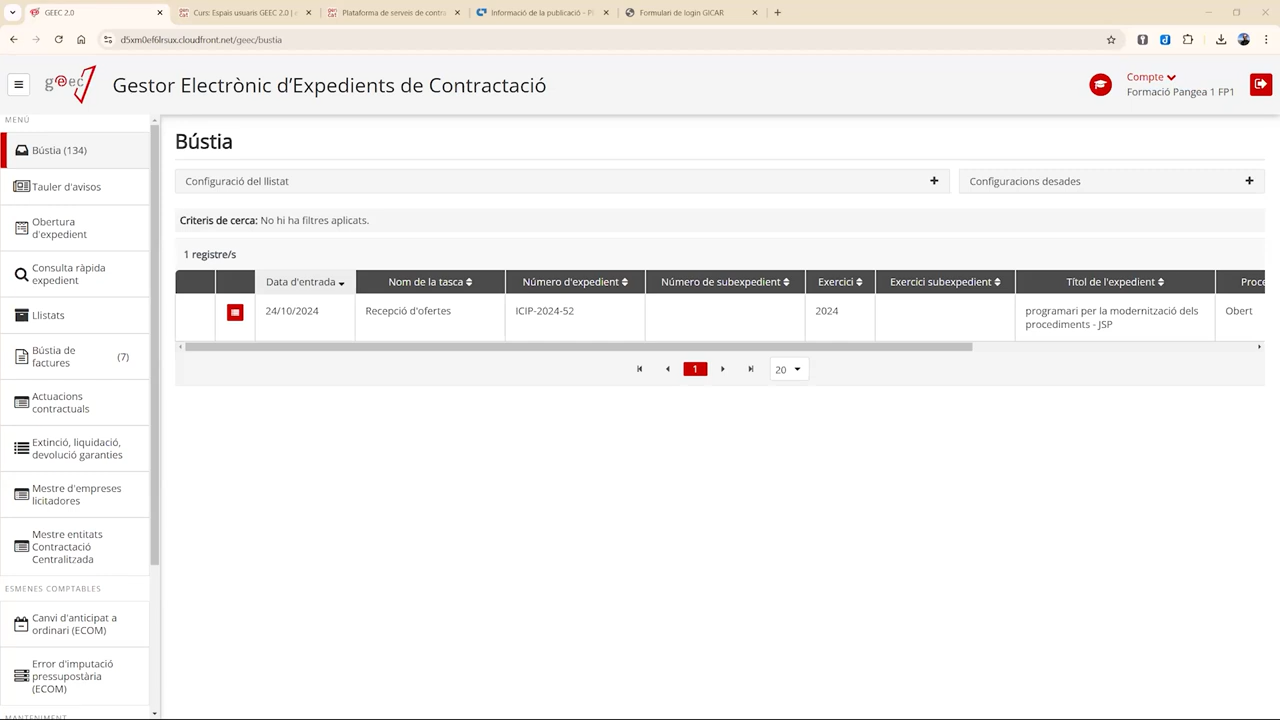 GEEC 2.0
Curs: Espais usuaris GEEC 2.0 | e
Plataforma de serveis de contra
Informació de la publicació - Pl
Formulari de login GICAR
d5xm0ef6lrsux.cloudfront.net/geec/bustia
geec
Gestor Electrònic d'Expedients de Contractació
Compte
Formació Pangea 1 FP1
MENÚ
Bústia (134)
Tauler d'avisos
Obertura
d'expedient
Consulta ràpida
expedient
Llistats
Bústia de
factures
(7)
Actuacions
contractuals
Extinció, liquidació,
devolució garanties
Mestre d'empreses
licitadores
Mestre entitats
Contractació
Centralitzada
ESMENES COMPTABLES
Canvi d'anticipat a
ordinari (ECOM)
Error d'imputació
pressupostària
(ECOM)
MANTENIMENT
Bústia
Configuració del llistat
Configuracions desades
Criteris de cerca: No hi ha filtres aplicats.
1 registre/s
Data d'entrada Nom de la tasca Número d'expedient Número de subexpedient Exercici Exercici subexpedient Títol de l'expedient Proce
24/10/2024 Recepció d'ofertes ICIP-2024-52 2024 programari per la modernització dels Obert
procediments - JSP
1
20